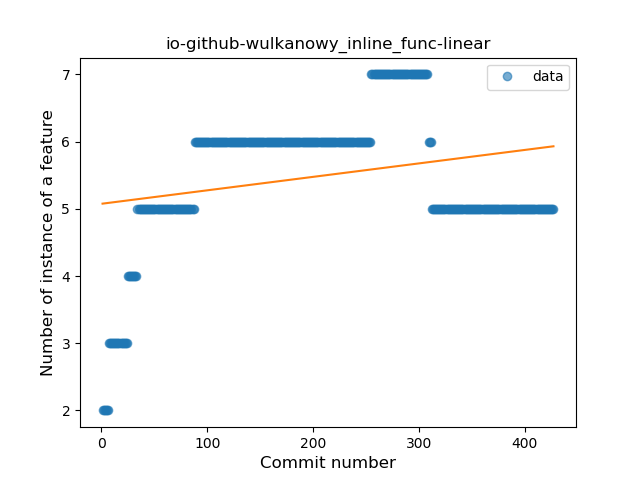 io-github-wulkanowy_inline_func-linear
data
Number of instance of a feature
7
6
5
4
3
2
0 100 200 300 400
Commit number